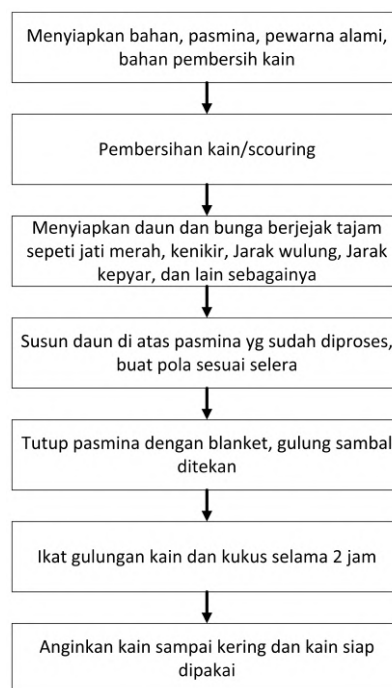 Menyiapkan bahan, pasmina, pewarna alami,
bahan pembersih kain
Pembersihan kain/scouring
Menyiapkan daun dan bunga berjejak tajam
sepeti jati merah, kenikir, Jarak wulung, Jarak
kepyar, dan lain sebagainya
Susun daun di atas pasmina yg sudah diproses,
buat pola sesuai selera
Tutup pasmina dengan blanket, gulung sambal
ditekan
Ikat gulungan kain dan kukus selama 2 jam
Anginkan kain sampai kering dan kain siap
dipakai